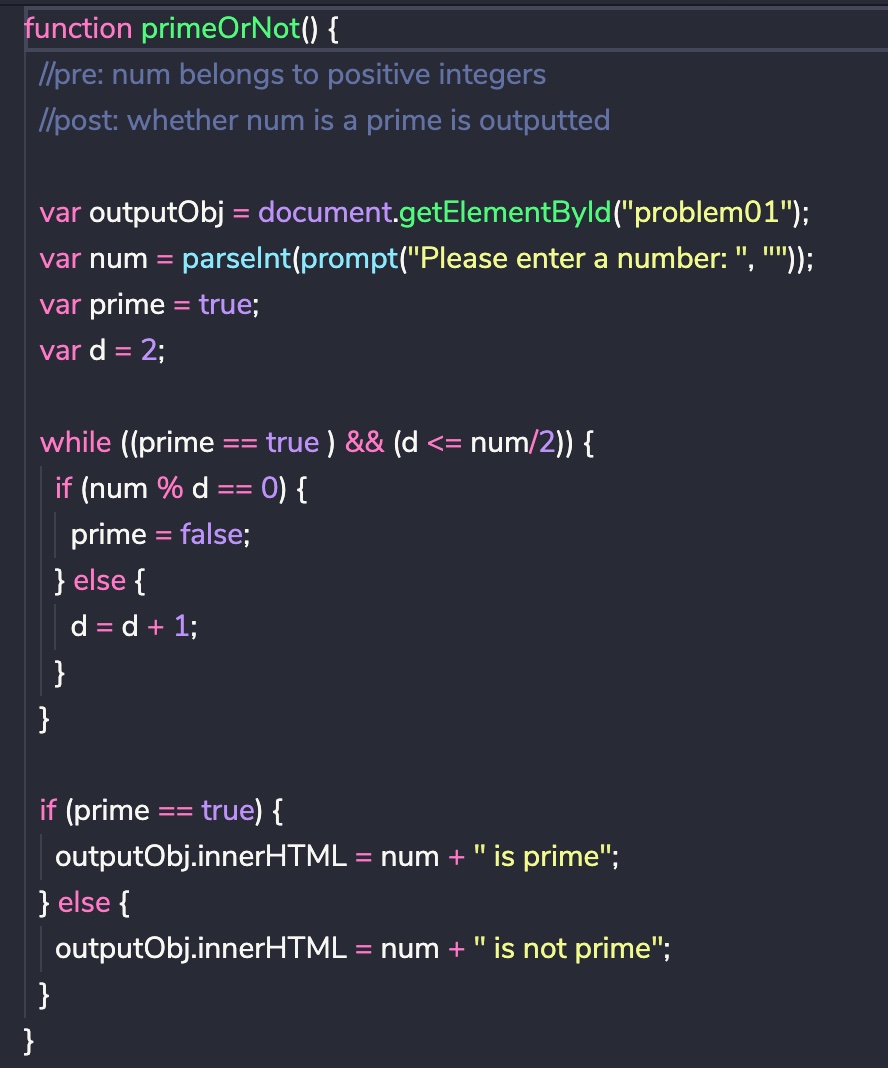 function primeOrNot() {
//pre: num belongs to positive integers
//post: whether num is a prime is outputted
var outputObj = document.getElementById("problem01");
var num = parseInt(prompt("Please enter a number: ", ""));
var prime = true;
var d = 2;
while ((prime == true ) && (d <= num/2)) {
if (num % d == 0) {
prime = false;
} else {
d = d + 1;
}
}
if (prime == true) {
outputObj.innerHTML = num + " is prime";
} else {
outputObj.innerHTML = num + " is not prime";
}
}